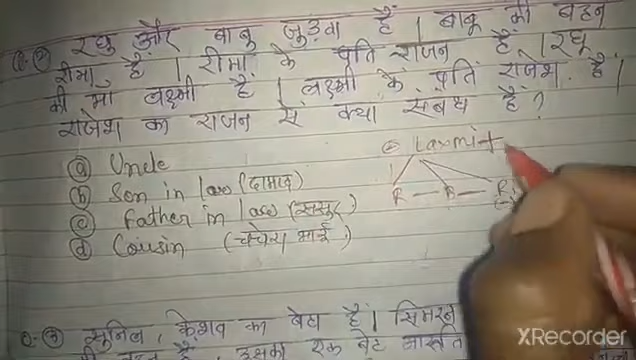 Q-② रघु और बाबु जुड़वा हैं | बाबू की बहन
रीमा है | रीमा के पति राजन हैं | रघु
की माँ लक्ष्मी है | लक्ष्मी के पति राजेश हैं |
राजेश का राजन से क्या संबंध है ?
ⓐ Uncle
ⓑ Son in law (दामाद)
ⓒ Father in law (ससुर)
ⓓ Cousin (चचेरा भाई)
⊖ Laxmi +
R — B — R
Q-③ सुनिल, केशव का बेटा है | सिमरन
XRecorder